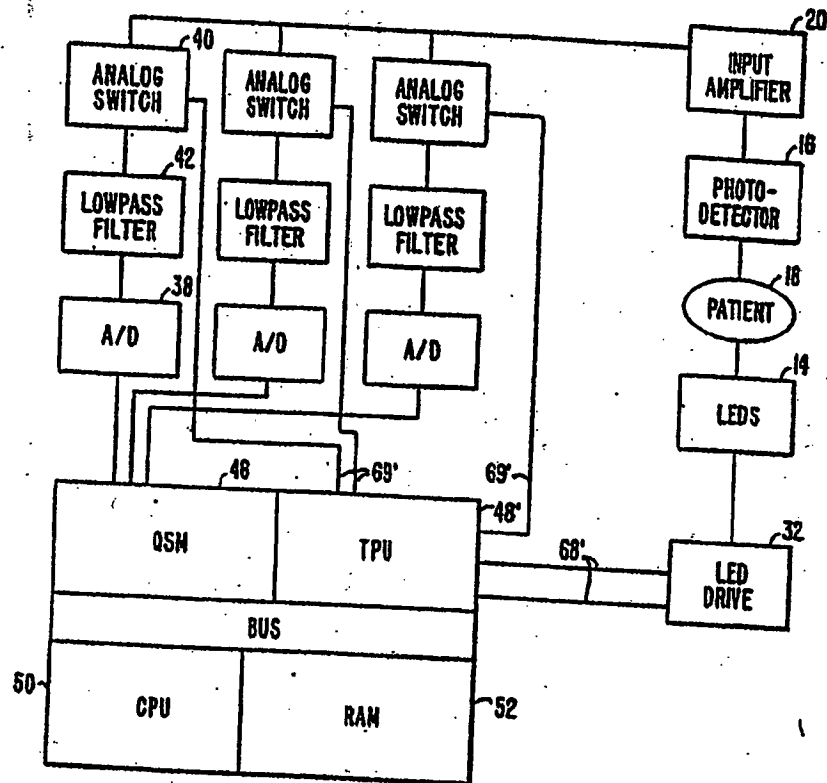 20
40
ANALOG
SWITCH
ANALOG
SWITCH
ANALOG
SWITCH
INPUT
AMPLIFIER
16
42
LOWPASS
FILTER
LOWPASS
FILTER
LOWPASS
FILTER
PHOTO-
DETECTOR
18
PATIENT
38
A/D
A/D
A/D
14
LEDS
46
69'
69'
48'
QSM
TPU
68'
32
LED
DRIVE
BUS
50
CPU
RAM
52